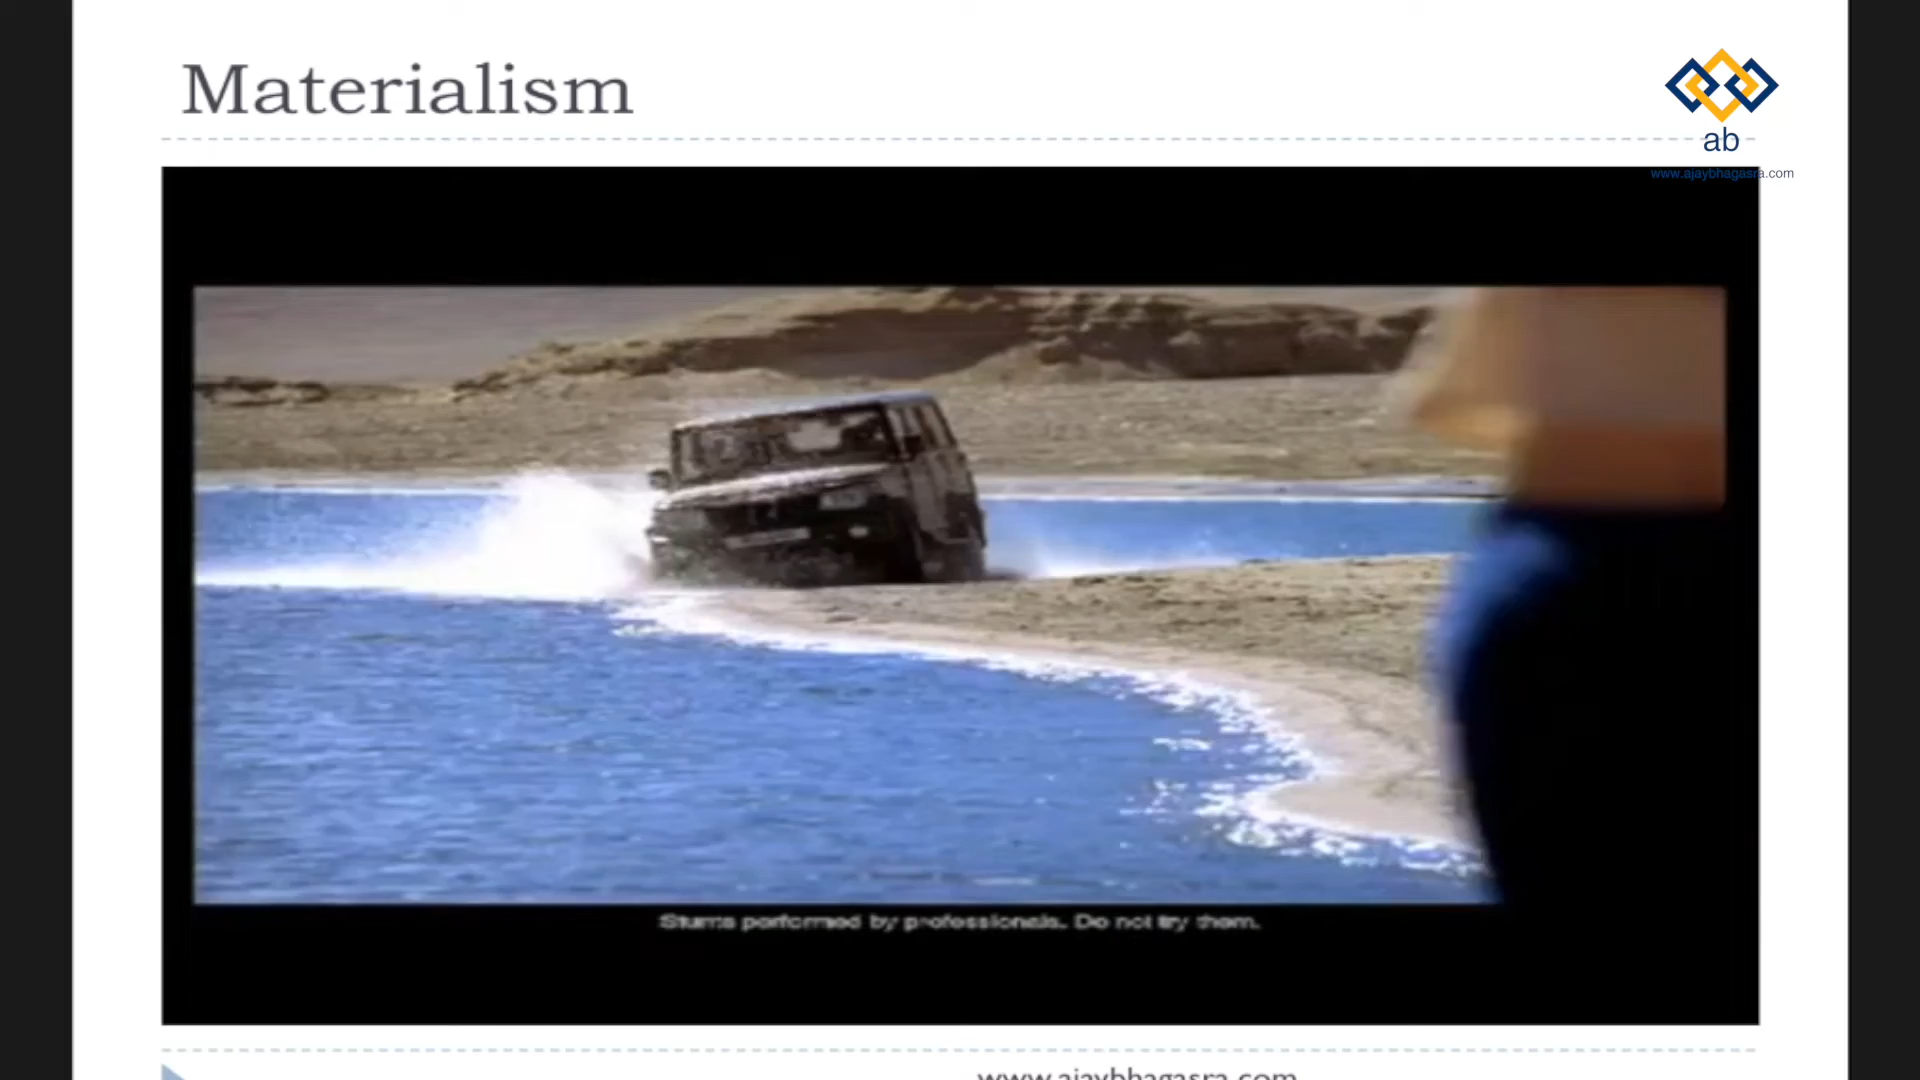 Materialism
ab
www.ajaybhagasra.com
Stunts performed by professionals. Do not try them.
www.ajaybhagasra.com